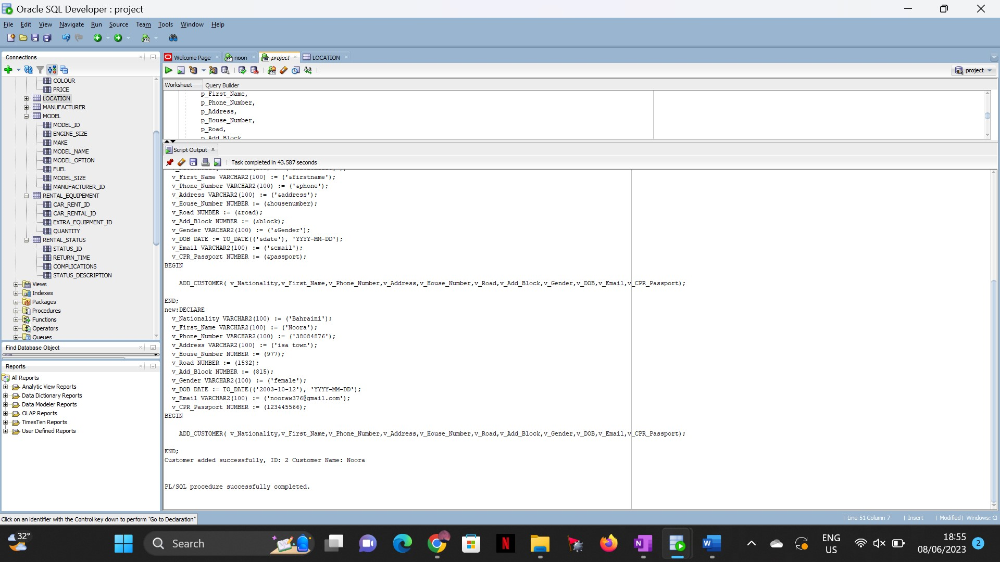 Oracle SQL Developer : project
File Edit View Navigate Run Source Team Tools Window Help
Connections
COLOUR
PRICE
LOCATION
MANUFACTURER
MODEL
MODEL_ID
ENGINE_SIZE
MAKE
MODEL_NAME
MODEL_OPTION
FUEL
MODEL_SIZE
MANUFACTURER_ID
RENTAL_EQUIPEMENT
CAR_RENT_ID
CAR_RENTAL_ID
EXTRA_EQUIPMENT_ID
QUANTITY
RENTAL_STATUS
STATUS_ID
RETURN_TIME
COMPLICATIONS
STATUS_DESCRIPTION
Views
Indexes
Packages
Procedures
Functions
Operators
Queues
Find Database Object
Reports
All Reports
Analytic View Reports
Data Dictionary Reports
Data Modeler Reports
OLAP Reports
TimesTen Reports
User Defined Reports
Welcome Page noon project LOCATION
project
Worksheet Query Builder
p_First_Name,
p_Phone_Number,
p_Address,
p_House_Number,
p_Road,
p_Add_Block
Script Output
Task completed in 43.587 seconds
v_First_Name VARCHAR2(100) := ('&firstname');
v_Phone_Number VARCHAR2(100) := ('&phone');
v_Address VARCHAR2(100) := ('&address');
v_House_Number NUMBER := (&housenumber);
v_Road NUMBER := (&road);
v_Add_Block NUMBER := (&block);
v_Gender VARCHAR2(100) := ('&Gender');
v_DOB DATE := TO_DATE(('&date'), 'YYYY-MM-DD');
v_Email VARCHAR2(100) := ('&email');
v_CPR_Passport NUMBER := (&passport);
BEGIN
ADD_CUSTOMER( v_Nationality,v_First_Name,v_Phone_Number,v_Address,v_House_Number,v_Road,v_Add_Block,v_Gender,v_DOB,v_Email,v_CPR_Passport);
END;
new:DECLARE
v_Nationality VARCHAR2(100) := ('Bahraini');
v_First_Name VARCHAR2(100) := ('Noora');
v_Phone_Number VARCHAR2(100) := ('38084876');
v_Address VARCHAR2(100) := ('isa town');
v_House_Number NUMBER := (977);
v_Road NUMBER := (1532);
v_Add_Block NUMBER := (815);
v_Gender VARCHAR2(100) := ('female');
v_DOB DATE := TO_DATE(('2003-10-12'), 'YYYY-MM-DD');
v_Email VARCHAR2(100) := ('nooraw376@gmail.com');
v_CPR_Passport NUMBER := (123445566);
BEGIN
ADD_CUSTOMER( v_Nationality,v_First_Name,v_Phone_Number,v_Address,v_House_Number,v_Road,v_Add_Block,v_Gender,v_DOB,v_Email,v_CPR_Passport);
END;
Customer added successfully, ID: 2 Customer Name: Noora
PL/SQL procedure successfully completed.
Click on an identifier with the Control key down to perform "Go to Declaration"
Line 51 Column 7 | Insert | Modified | Windows: CF
32°
Search
ENG
US
18:55
08/06/2023
2